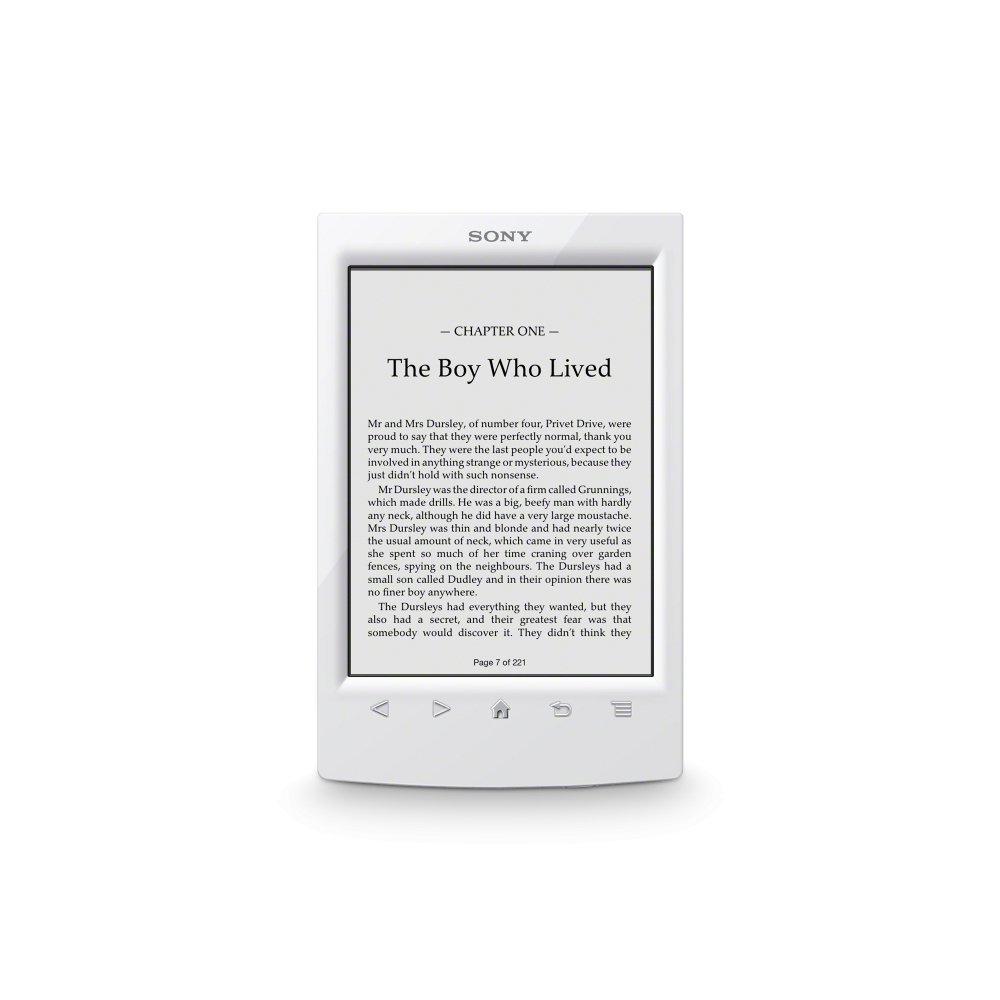 SONY
— CHAPTER ONE —
The Boy Who Lived
Mr and Mrs Dursley, of number four, Privet Drive, were
proud to say that they were perfectly normal, thank you
very much. They were the last people you'd expect to be
involved in anything strange or mysterious, because they
just didn't hold with such nonsense.
Mr Dursley was the director of a firm called Grunnings,
which made drills. He was a big, beefy man with hardly
any neck, although he did have a very large moustache.
Mrs Dursley was thin and blonde and had nearly twice
the usual amount of neck, which came in very useful as
she spent so much of her time craning over garden
fences, spying on the neighbours. The Dursleys had a
small son called Dudley and in their opinion there was
no finer boy anywhere.
The Dursleys had everything they wanted, but they
also had a secret, and their greatest fear was that
somebody would discover it. They didn't think they
Page 7 of 221